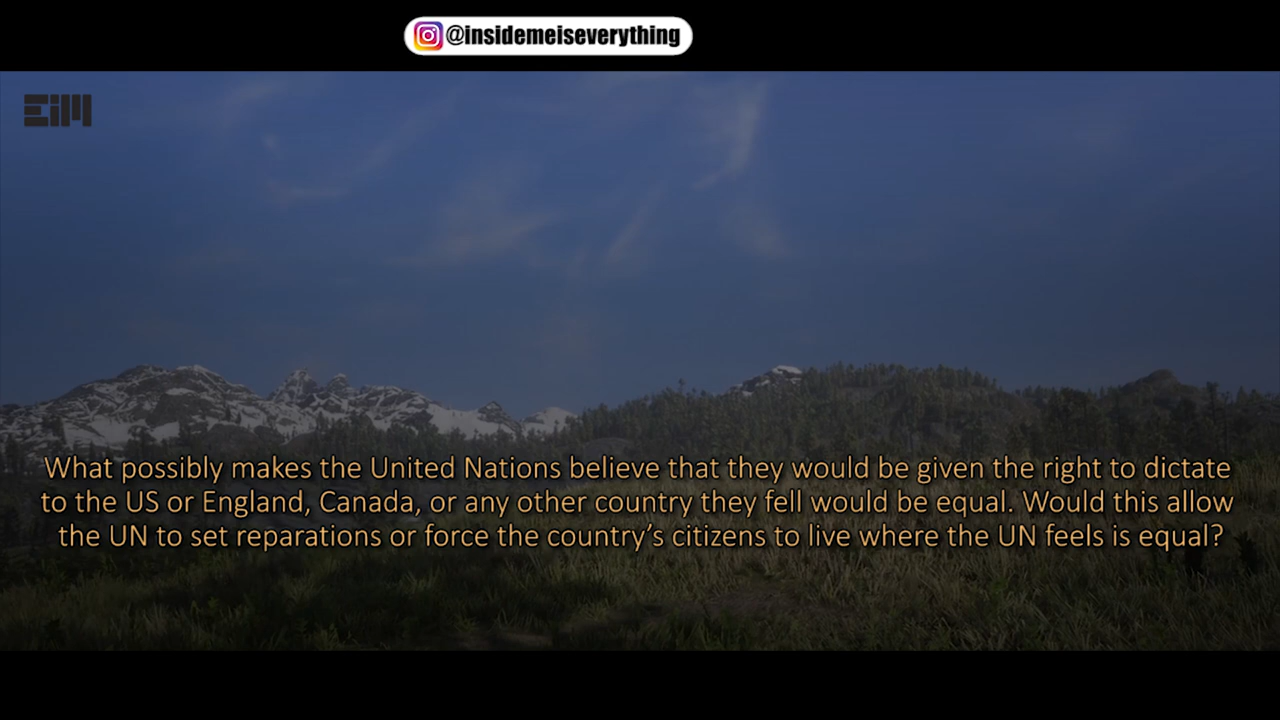 @insidemeiseverything
EiM
What possibly makes the United Nations believe that they would be given the right to dictate
to the US or England, Canada, or any other country they fell would be equal. Would this allow
the UN to set reparations or force the country’s citizens to live where the UN feels is equal?